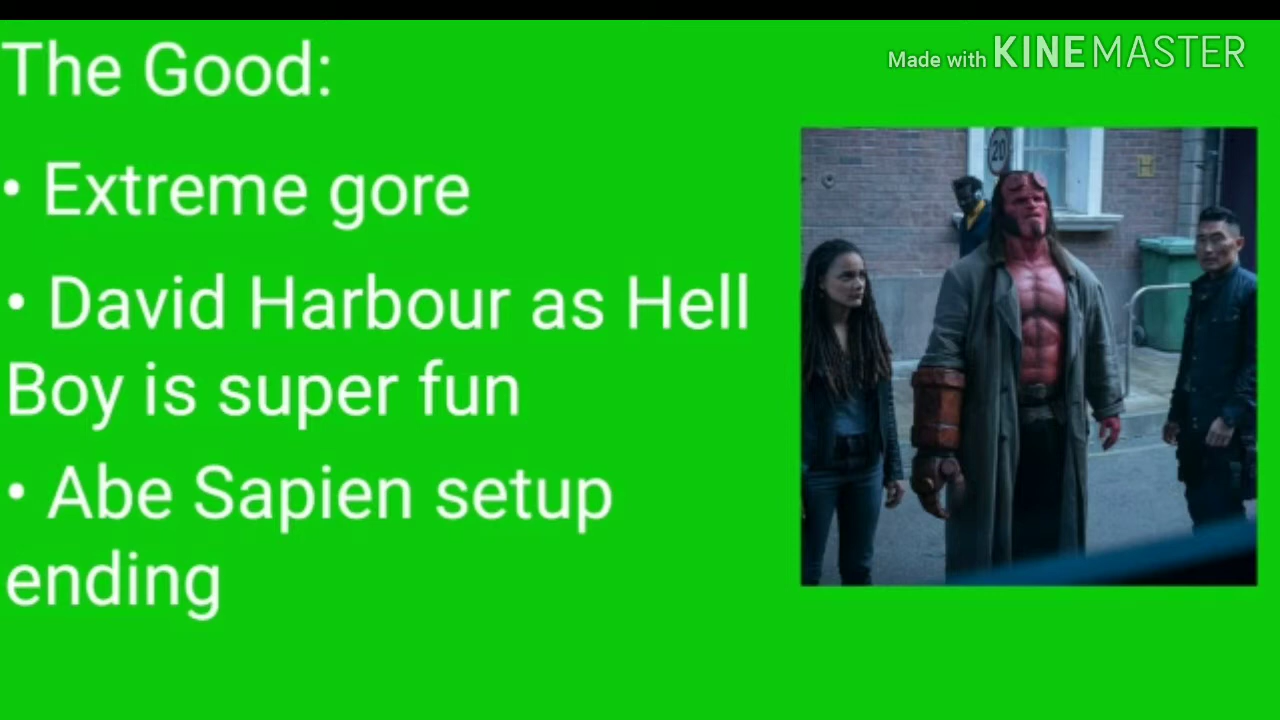 The Good:
Made with KINEMASTER
• Extreme gore
• David Harbour as Hell
Boy is super fun
• Abe Sapien setup
ending
20
H